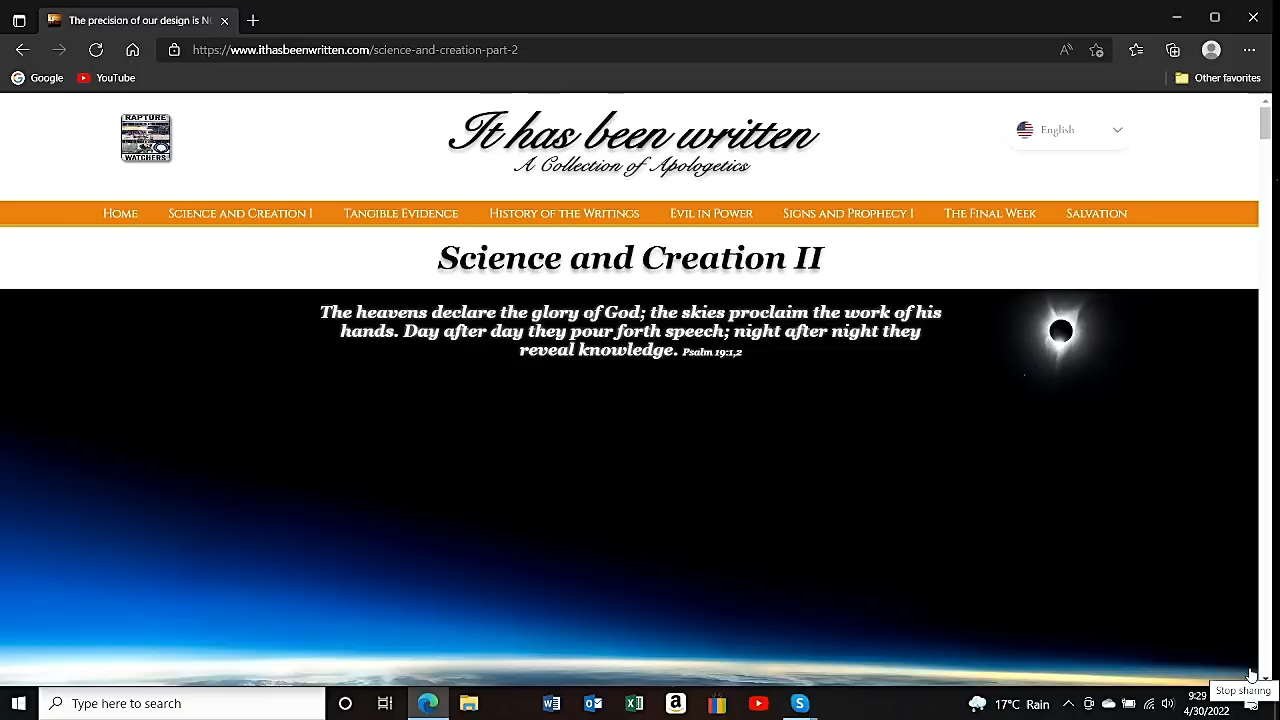 The precision of our design is NO
https://www.ithasbeenwritten.com/science-and-creation-part-2
Google
YouTube
Other favorites
RAPTURE
WATCHERS
It has been written
A Collection of Apologetics
English
Home
Science and Creation I
Tangible Evidence
History of the Writings
Evil in Power
Signs and Prophecy I
The Final Week
Salvation
Science and Creation II
The heavens declare the glory of God; the skies proclaim the work of his
hands. Day after day they pour forth speech; night after night they
reveal knowledge. Psalm 19:1,2
Type here to search
17°C Rain
9:29
4/30/2022
Stop sharing